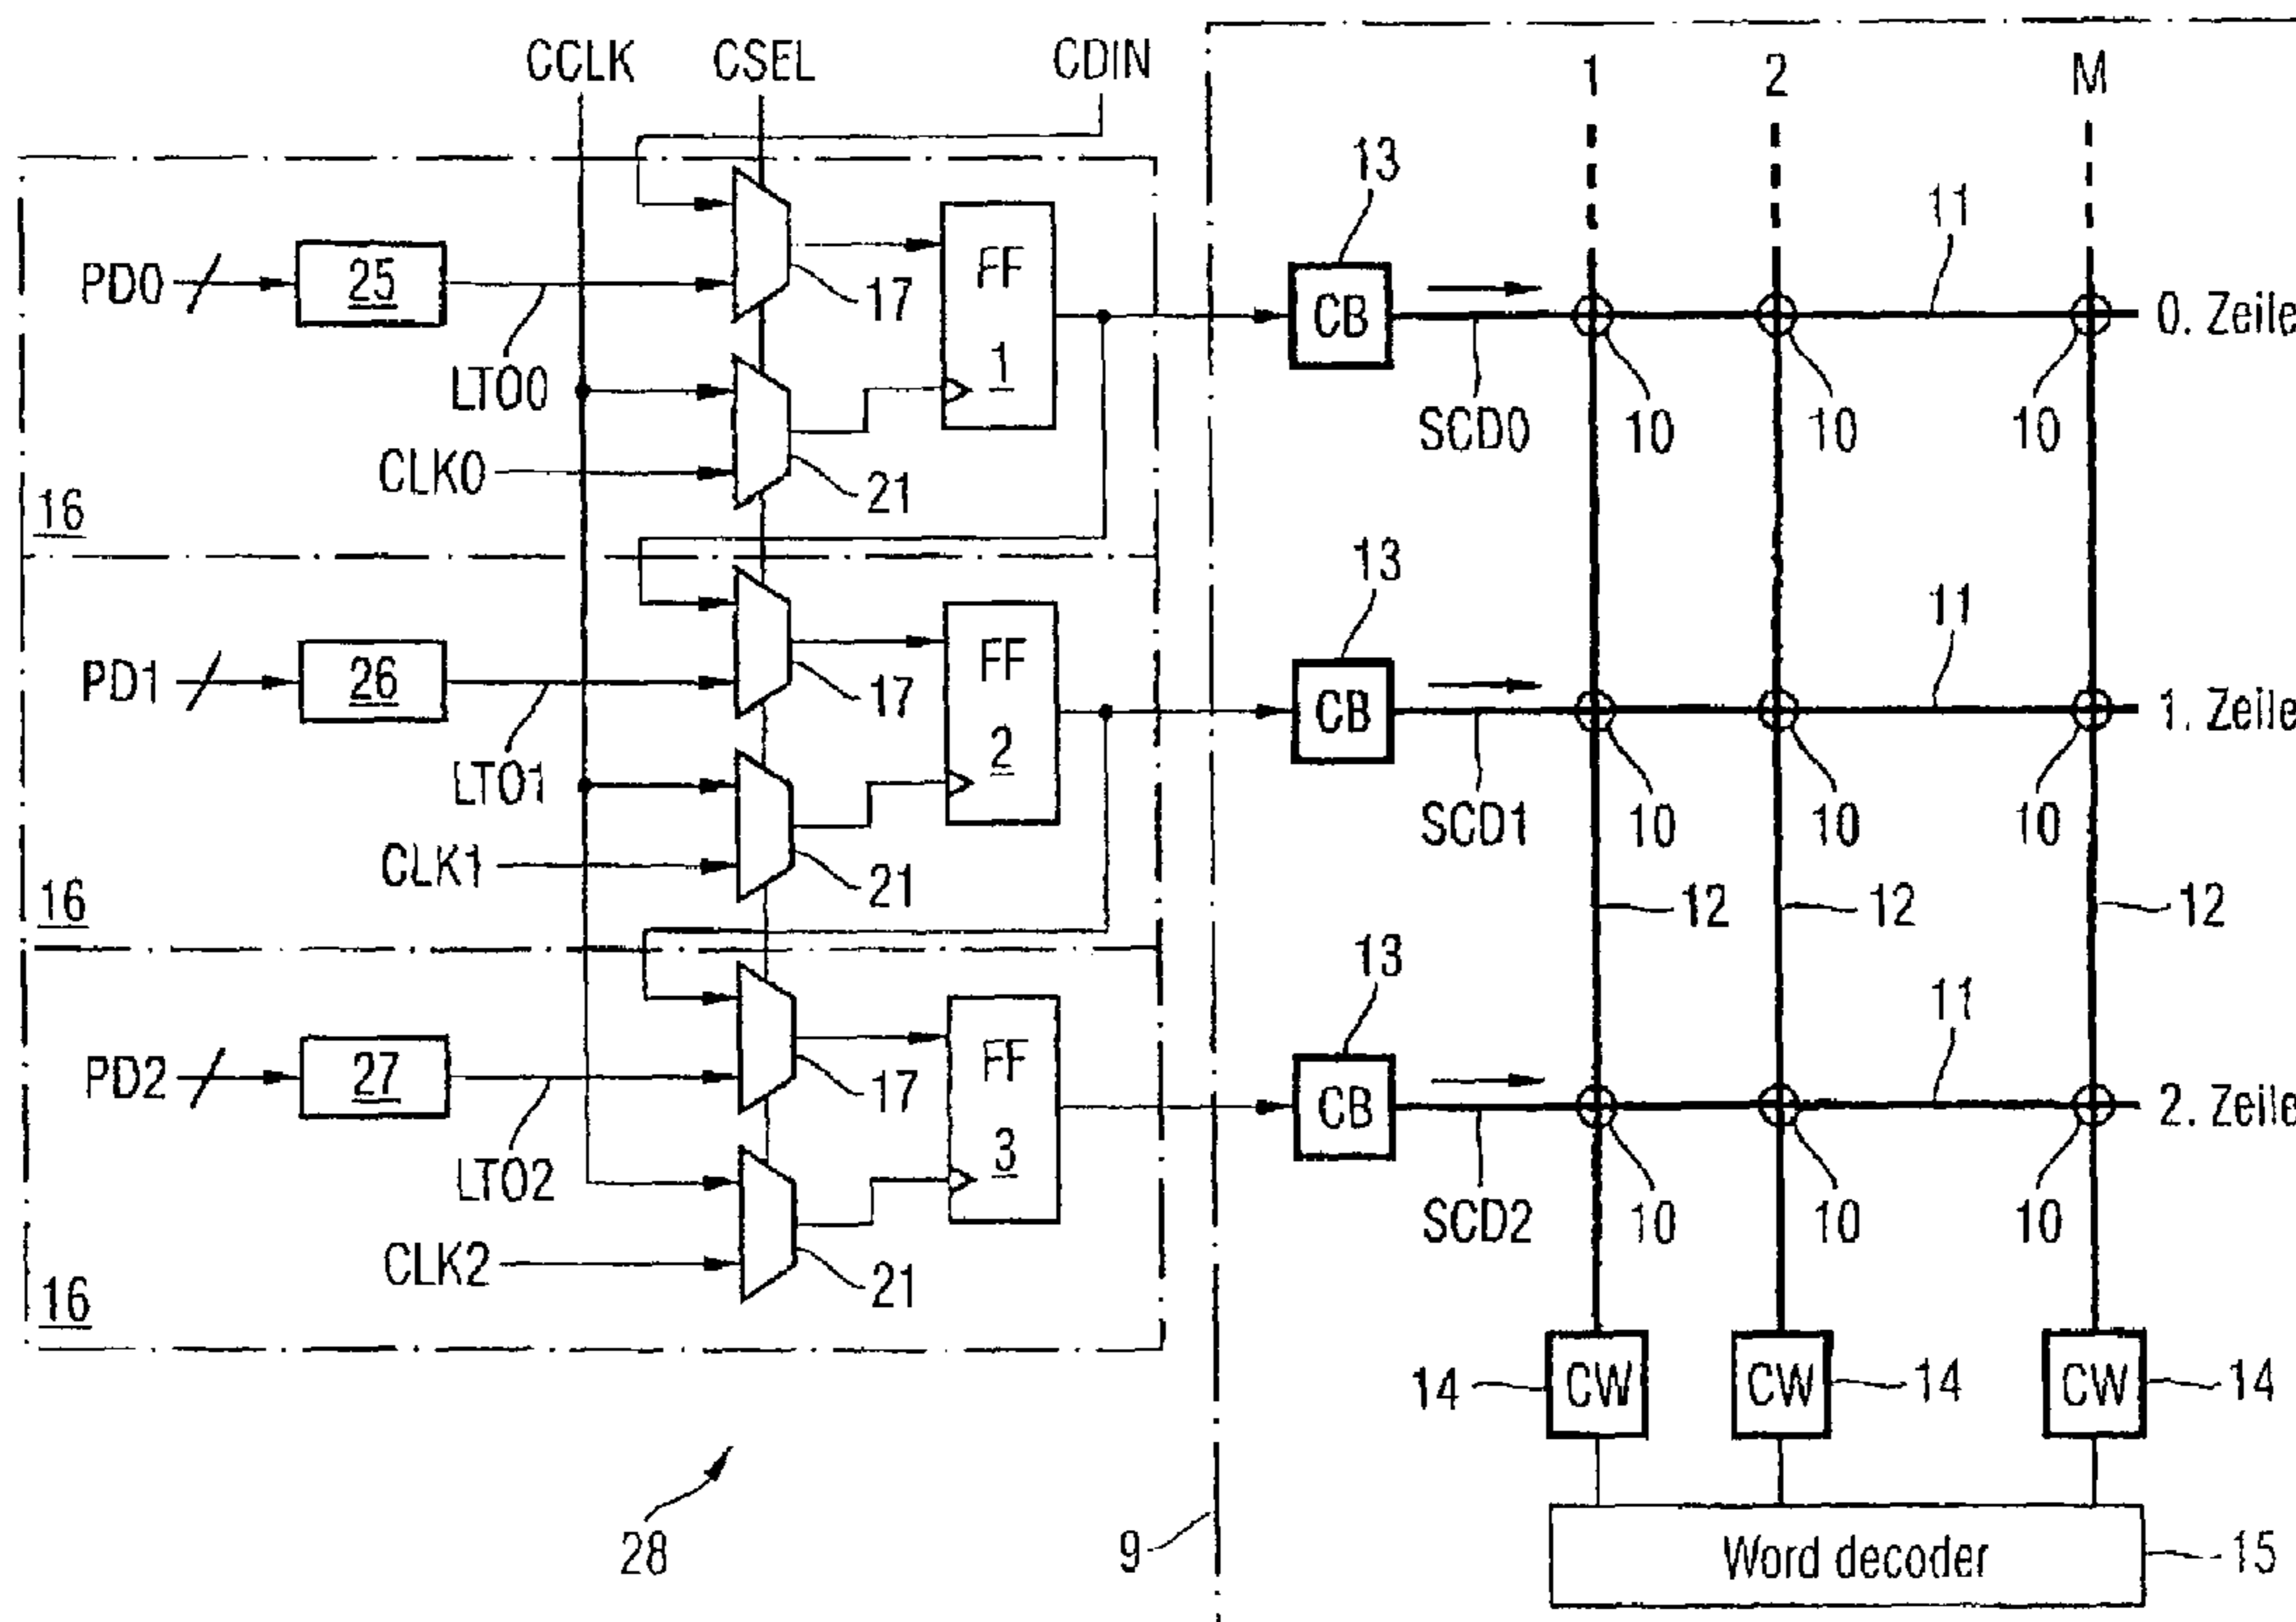 CCLK CSEL CDIN 1 2 M
13 11
PD0 25 17 FF 1 CB 0. Zeile
LTO0 SCD0 10 10 10
CLK0 21
16
13 11
PD1 26 17 FF 2 CB 1. Zeile
LTO1 SCD1 10 10 10
CLK1 21
16 12 12 12
13 11
PD2 27 17 FF 3 CB 2. Zeile
LTO2 SCD2 10 10 10
CLK2 21
16
14 CW CW 14 CW 14
28 9 Word decoder 15